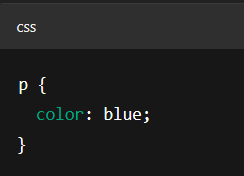 css
p {
  color: blue;
}